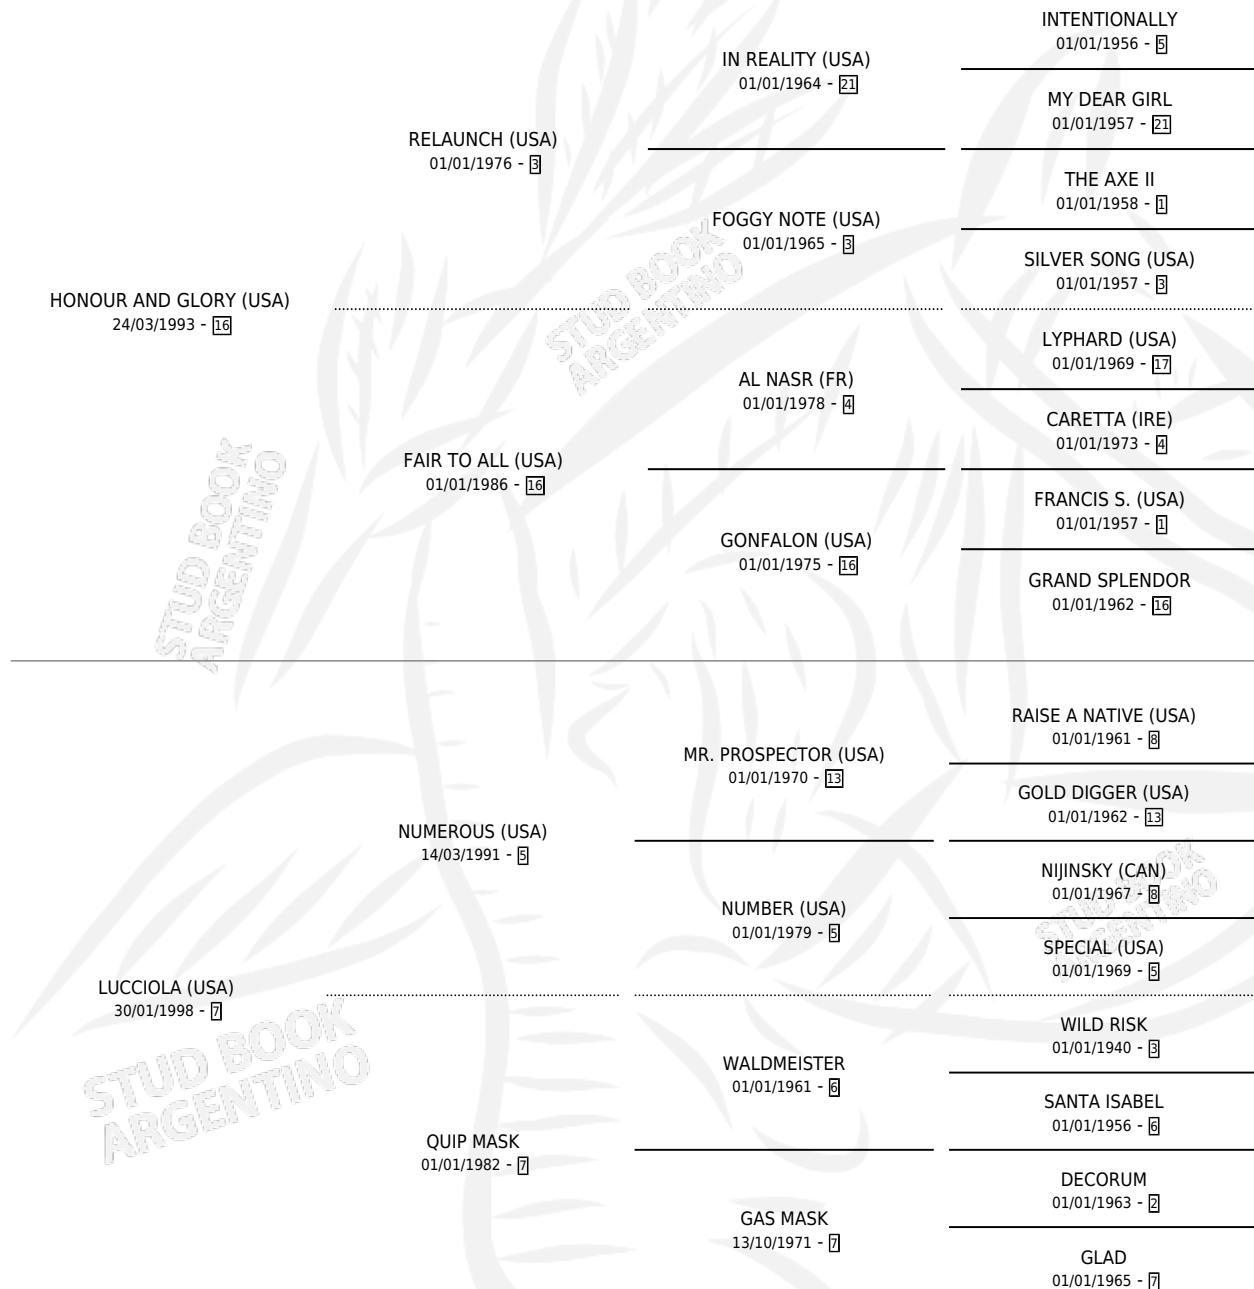 INTENTIONALLY
01/01/1956 - 5
IN REALITY (USA)
01/01/1964 - 21
MY DEAR GIRL
01/01/1957 - 21
RELAUNCH (USA)
01/01/1976 - 3
THE AXE II
01/01/1958 - 1
FOGGY NOTE (USA)
01/01/1965 - 3
SILVER SONG (USA)
01/01/1957 - 3
HONOUR AND GLORY (USA)
24/03/1993 - 16
STUD BOOK
ARGENTINO
LYPHARD (USA)
01/01/1969 - 17
AL NASR (FR)
01/01/1978 - 4
CARETTA (IRE)
01/01/1973 - 4
FAIR TO ALL (USA)
01/01/1986 - 16
FRANCIS S. (USA)
01/01/1957 - 1
GONFALON (USA)
01/01/1975 - 16
GRAND SPLENDOR
01/01/1962 - 16
STUD BOOK
ARGENTINO
RAISE A NATIVE (USA)
01/01/1961 - 8
MR. PROSPECTOR (USA)
01/01/1970 - 13
GOLD DIGGER (USA)
01/01/1962 - 13
NUMEROUS (USA)
14/03/1991 - 5
NIJINSKY (CAN)
01/01/1967 - 8
NUMBER (USA)
01/01/1979 - 5
STUD BOOK
ARGENTINO
SPECIAL (USA)
01/01/1969 - 5
LUCCIOLA (USA)
30/01/1998 - 7
WILD RISK
01/01/1940 - 3
WALDMEISTER
01/01/1961 - 6
SANTA ISABEL
01/01/1956 - 6
STUD BOOK
ARGENTINO
QUIP MASK
01/01/1982 - 7
DECORUM
01/01/1963 - 2
GAS MASK
13/10/1971 - 7
GLAD
01/01/1965 - 7